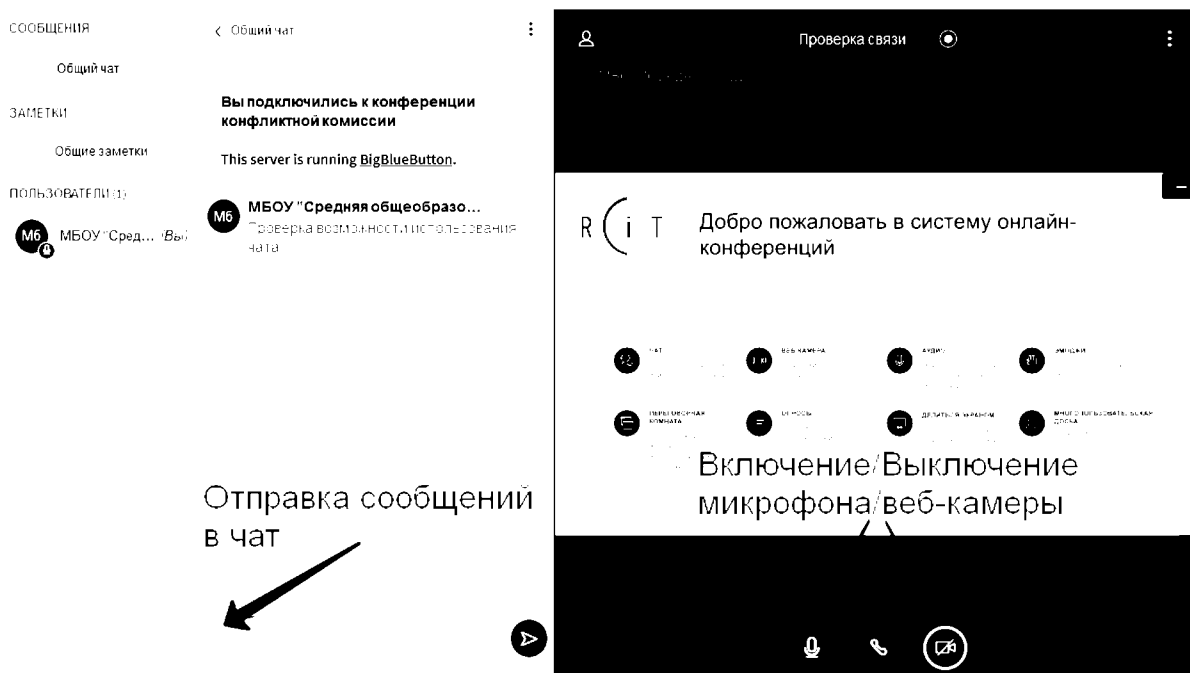 СООБЩЕНИЯ
Общий чат
ЗАМЕТКИ
Общие заметки
ПОЛЬЗОВАТЕЛИ (1)
Мб
МБОУ "Сред... (Вы)
Общий чат
Вы подключились к конференции
конфликтной комиссии
This server is running BigBlueButton.
Мб
МБОУ "Средняя общеобразо...
Проверка возможности использования
чата
Отправка сообщений
в чат
Проверка связи
R C i T
Добро пожаловать в систему онлайн-
конференций
ЧАТ
ВЕБ КАМЕРА
АУДИО
ЭМОДЖИ
ПЕРЕГОВОРНАЯ
КОМНАТА
ОПРОСЫ
ДЕЛИТЬСЯ ЭКРАНОМ
МНОГОПОЛЬЗОВАТЕЛЬСКАЯ
ДОСКА
Включение/Выключение
микрофона/веб-камеры